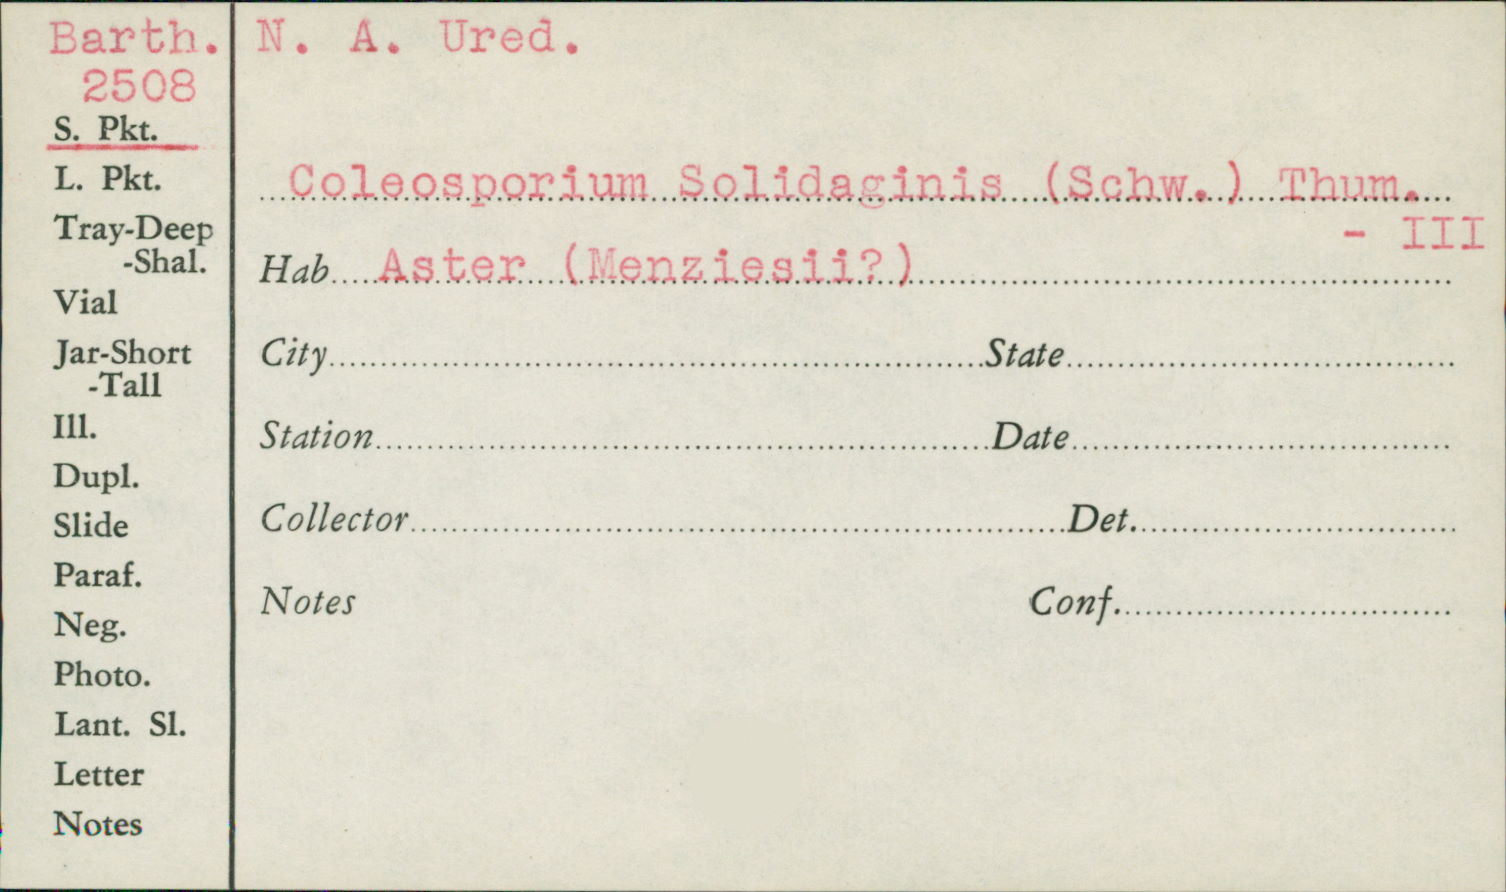 Barth.
2508
S. Pkt.
L. Pkt.
Tray-Deep
-Shal.
Vial
Jar-Short
-Tall
Ill.
Dupl.
Slide
Paraf.
Neg.
Photo.
Lant. Sl.
Letter
Notes
N. A. Ured.
Coleosporium Solidaginis (Schw.) Thum.
- III
Hab. Aster (Menziesii?)
City State
Station Date
Collector Det.
Notes Conf.